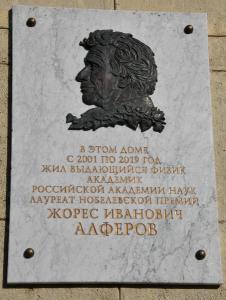 В ЭТОМ ДОМЕ
С 2001 ПО 2019 ГОД
ЖИЛ ВЫДАЮЩИЙСЯ ФИЗИК
АКАДЕМИК
РОССИЙСКОЙ АКАДЕМИИ НАУК
ЛАУРЕАТ НОБЕЛЕВСКОЙ ПРЕМИИ
ЖОРЕС ИВАНОВИЧ
АЛФЕРОВ